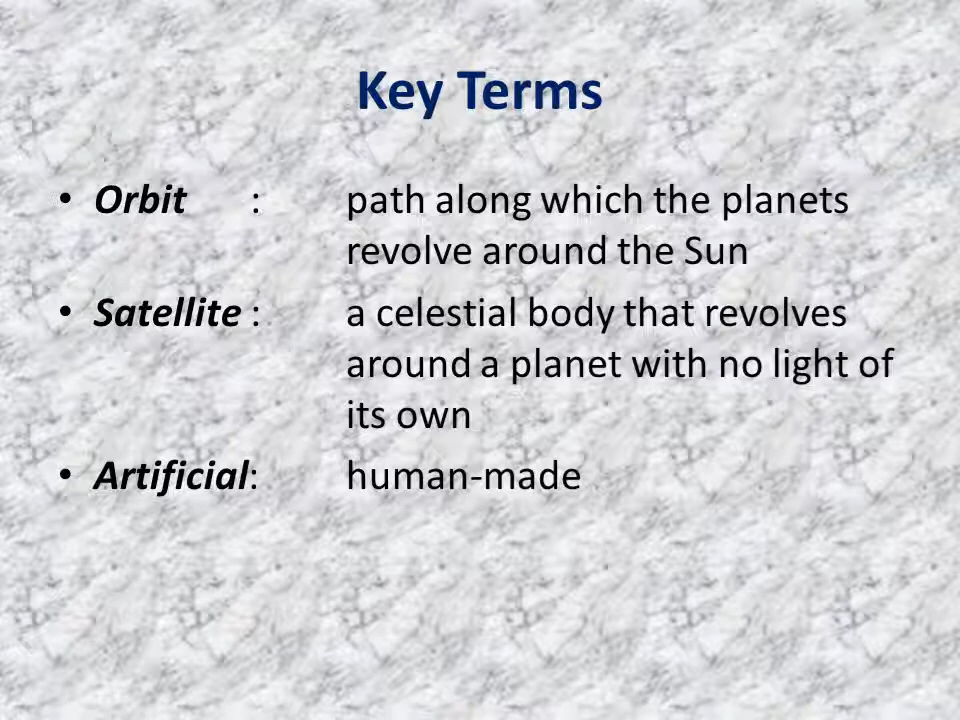 Key Terms
• Orbit : path along which the planets
revolve around the Sun
• Satellite : a celestial body that revolves
around a planet with no light of
its own
• Artificial: human-made